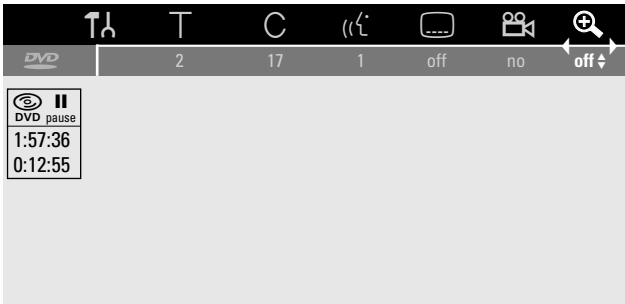 T C
DVD 2 17 1 off no off
DVD pause
1:57:36
0:12:55